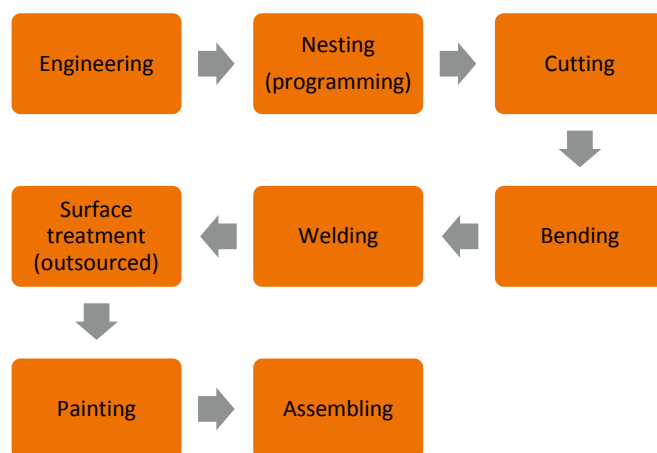 Engineering
Nesting
(programming)
Cutting
Bending
Welding
Surface
treatment
(outsourced)
Painting
Assembling